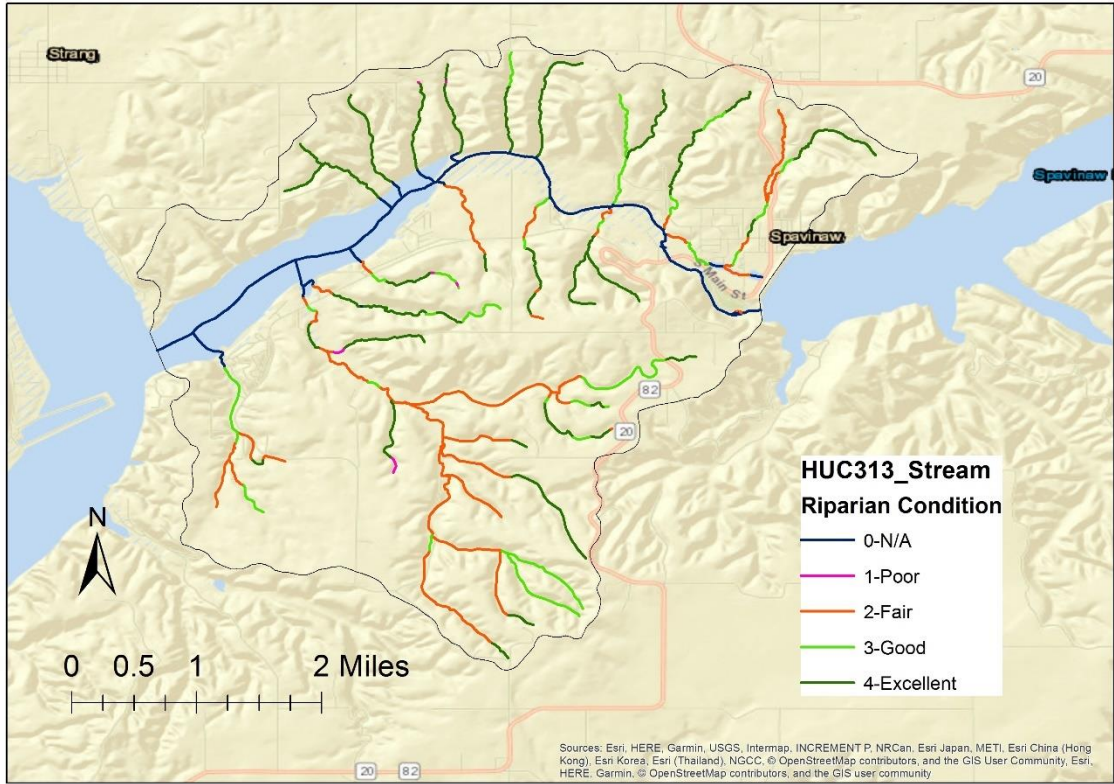 Strang
20
Spavinaw
Spavinaw
S Main St
82
20
HUC313_Stream
Riparian Condition
0-N/A
1-Poor
2-Fair
3-Good
4-Excellent
N
0 0.5 1 2 Miles
20 82
Sources: Esri, HERE, Garmin, USGS, Intermap, INCREMENT P, NRCan, Esri Japan, METI, Esri China (Hong
Kong), Esri Korea, Esri (Thailand), NGCC, © OpenStreetMap contributors, and the GIS User Community, Esri,
HERE, Garmin, © OpenStreetMap contributors, and the GIS user community